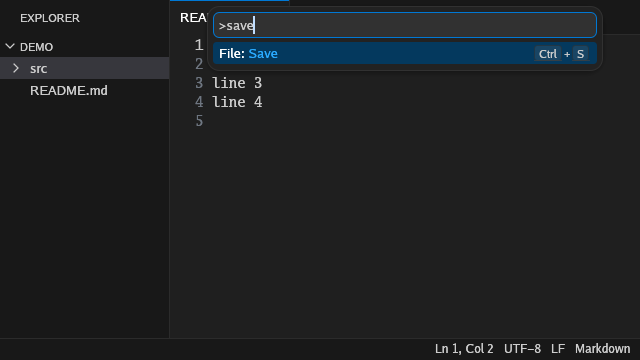 EXPLORER
DEMO
src
README.md
>save
File: Save Ctrl + S
1
2
3 line 3
4 line 4
5
Ln 1, Col 2 UTF-8 LF Markdown